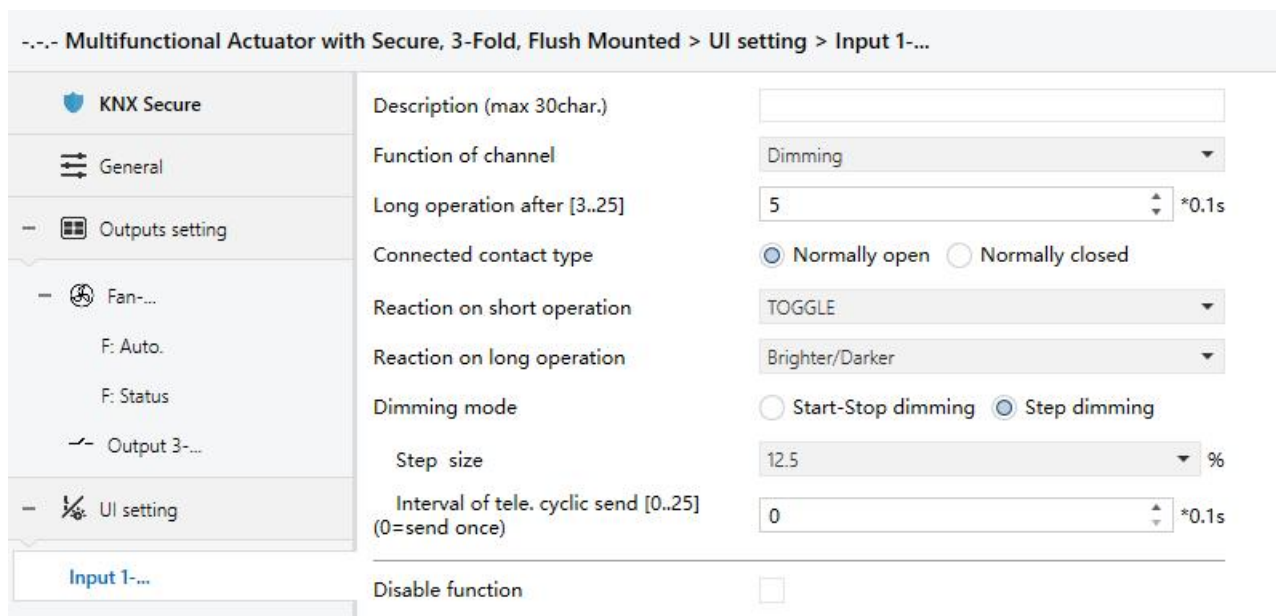 -.-.- Multifunctional Actuator with Secure, 3-Fold, Flush Mounted > UI setting > Input 1-...
KNX Secure
General
Outputs setting
Fan-...
F: Auto.
F: Status
Output 3-...
UI setting
Input 1-...
Description (max 30char.)
Function of channel Dimming
Long operation after [3..25] 5 *0.1s
Connected contact type Normally open Normally closed
Reaction on short operation TOGGLE
Reaction on long operation Brighter/Darker
Dimming mode Start-Stop dimming Step dimming
Step size 12.5 %
Interval of tele. cyclic send [0..25]
(0=send once) 0 *0.1s
Disable function